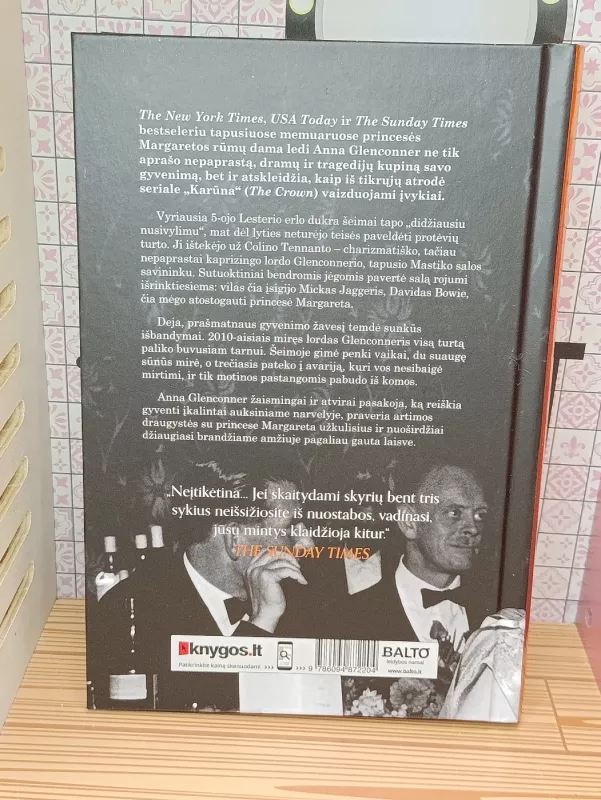 The New York Times, USA Today ir The Sunday Times
bestseleriu tapusiuose memuaruose princesės
Margaretos rūmų dama ledi Anna Glenconner ne tik
aprašo nepaprastą, dramų ir tragedijų kupiną savo
gyvenimą, bet ir atskleidžia, kaip iš tikrųjų atrodė
seriale „Karūna“ (The Crown) vaizduojami įvykiai.
Vyriausia 5-ojo Lesterio erlo dukra šeimai tapo „didžiausiu
nusivylimu“, mat dėl lyties neturėjo teisės paveldėti protėvių
turto. Ji ištekėjo už Colino Tennanto – charizmatiško, tačiau
nepaprastai kaprizingo lordo Glenconnerio, tapusio Mastiko salos
savininku. Sutuoktiniai bendromis jėgomis pavertė salą rojumi
išrinktiesiems: vilas čia įsigijo Mickas Jaggeris, Davidas Bowie,
čia mėgo atostogauti princesė Margareta.
Deja, prašmatnaus gyvenimo žavesį temdė sunkūs
išbandymai. 2010-aisiais miręs lordas Glenconneris visą turtą
paliko buvusiam tarnui. Šeimoje gimė penki vaikai, du suaugę
sūnūs mirė, o trečiasis pateko į avariją, kuri vos nesibaigė
mirtimi, ir tik motinos pastangomis pabudo iš komos.
Anna Glenconner žaismingai ir atvirai pasakoja, ką reiškia
gyventi įkalintai auksiniame narvelyje, praveria artimos
draugystės su princese Margareta užkulisius ir nuoširdžiai
džiaugiasi brandžiame amžiuje pagaliau gauta laisve.
„Neįtikėtina... Jei skaitydami skyrių bent tris
sykius neišsižiosite iš nuostabos, vadinasi,
jūsų mintys klaidžioja kitur.“
THE SUNDAY TIMES
knygos.lt
Patikrinkite kainą skenuodami >>>
>>> 9 786094 872204
BALTO
leidybos namai
www.balto.lt